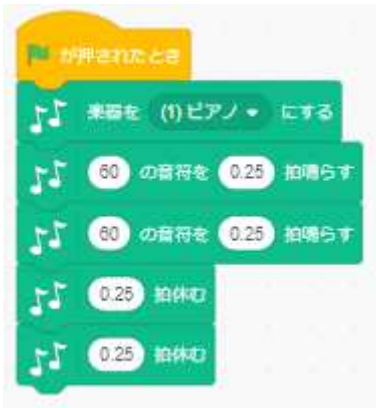 が押されたとき
楽器を (1) ピアノ にする
60 の音符を 0.25 拍鳴らす
60 の音符を 0.25 拍鳴らす
0.25 拍休む
0.25 拍休む